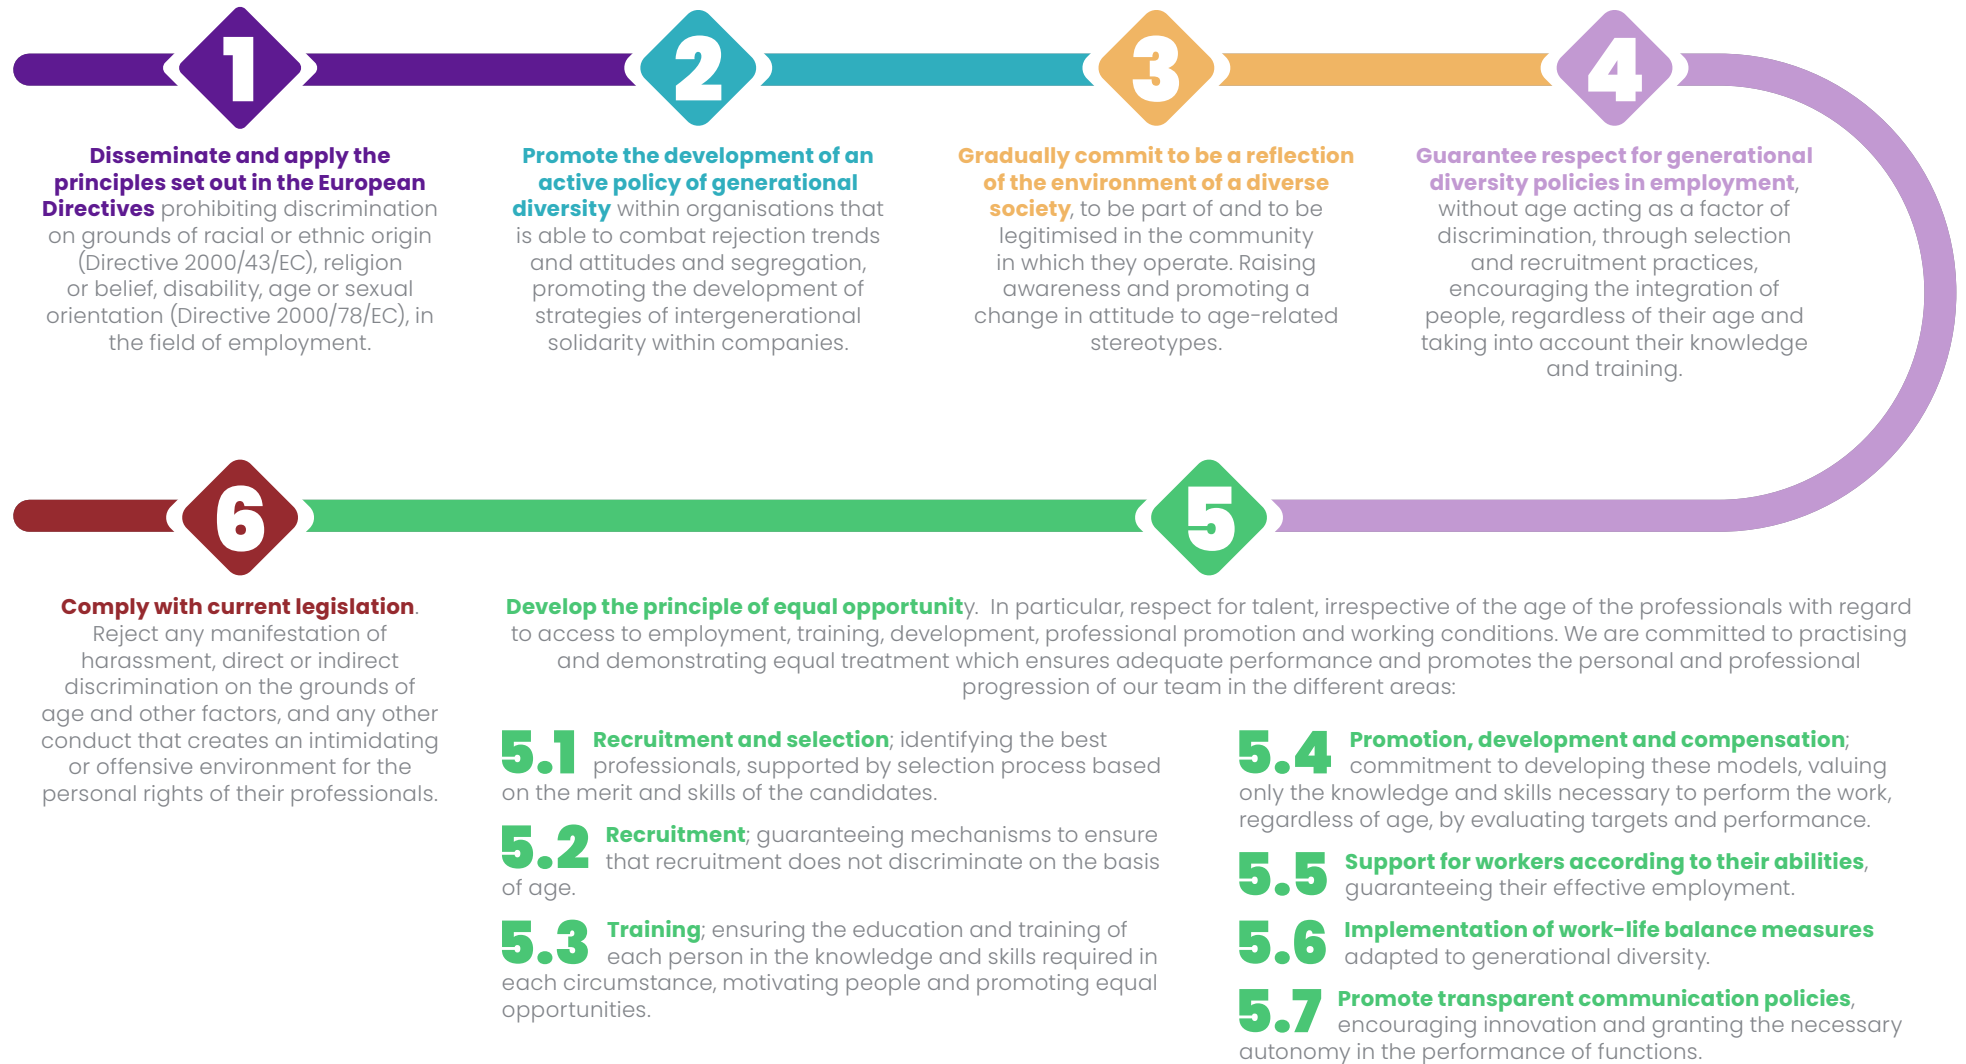 1
Disseminate and apply the
principles set out in the European
Directives prohibiting discrimination
on grounds of racial or ethnic origin
(Directive 2000/43/EC), religion
or belief, disability, age or sexual
orientation (Directive 2000/78/EC), in
the field of employment.
2
Promote the development of an
active policy of generational
diversity within organisations that
is able to combat rejection trends
and attitudes and segregation,
promoting the development of
strategies of intergenerational
solidarity within companies.
3
Gradually commit to be a reflection
of the environment of a diverse
society, to be part of and to be
legitimised in the community
in which they operate. Raising
awareness and promoting a
change in attitude to age-related
stereotypes.
4
Guarantee respect for generational
diversity policies in employment,
without age acting as a factor of
discrimination, through selection
and recruitment practices,
encouraging the integration of
people, regardless of their age and
taking into account their knowledge
and training.
5
Develop the principle of equal opportunity. In particular, respect for talent, irrespective of the age of the professionals with regard
to access to employment, training, development, professional promotion and working conditions. We are committed to practising
and demonstrating equal treatment which ensures adequate performance and promotes the personal and professional
progression of our team in the different areas:
5.1 Recruitment and selection; identifying the best
professionals, supported by selection process based
on the merit and skills of the candidates.
5.2 Recruitment; guaranteeing mechanisms to ensure
that recruitment does not discriminate on the basis
of age.
5.3 Training; ensuring the education and training of
each person in the knowledge and skills required in
each circumstance, motivating people and promoting equal
opportunities.
5.4 Promotion, development and compensation;
commitment to developing these models, valuing
only the knowledge and skills necessary to perform the work,
regardless of age, by evaluating targets and performance.
5.5 Support for workers according to their abilities,
guaranteeing their effective employment.
5.6 Implementation of work-life balance measures
adapted to generational diversity.
5.7 Promote transparent communication policies,
encouraging innovation and granting the necessary
autonomy in the performance of functions.
6
Comply with current legislation.
Reject any manifestation of
harassment, direct or indirect
discrimination on the grounds of
age and other factors, and any other
conduct that creates an intimidating
or offensive environment for the
personal rights of their professionals.